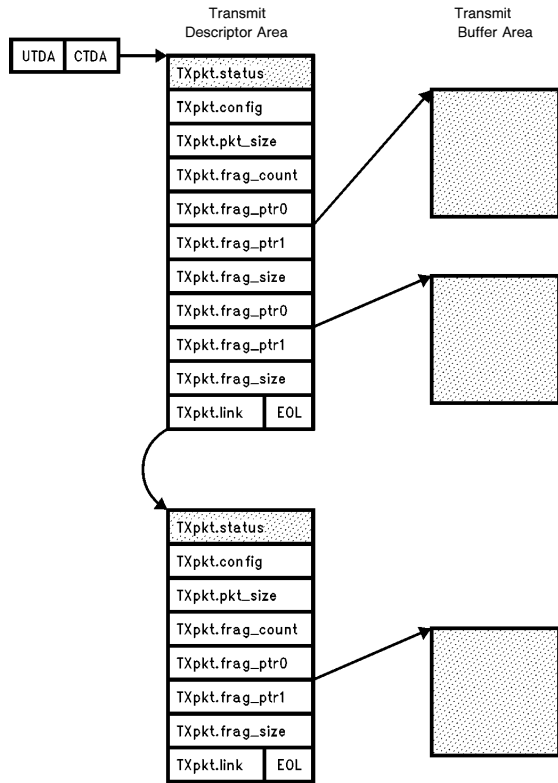 Transmit
Descriptor Area
Transmit
Buffer Area
UTDA CTDA
TXpkt.status
TXpkt.config
TXpkt.pkt_size
TXpkt.frag_count
TXpkt.frag_ptr0
TXpkt.frag_ptr1
TXpkt.frag_size
TXpkt.frag_ptr0
TXpkt.frag_ptr1
TXpkt.frag_size
TXpkt.link EOL
TXpkt.status
TXpkt.config
TXpkt.pkt_size
TXpkt.frag_count
TXpkt.frag_ptr0
TXpkt.frag_ptr1
TXpkt.frag_size
TXpkt.link EOL